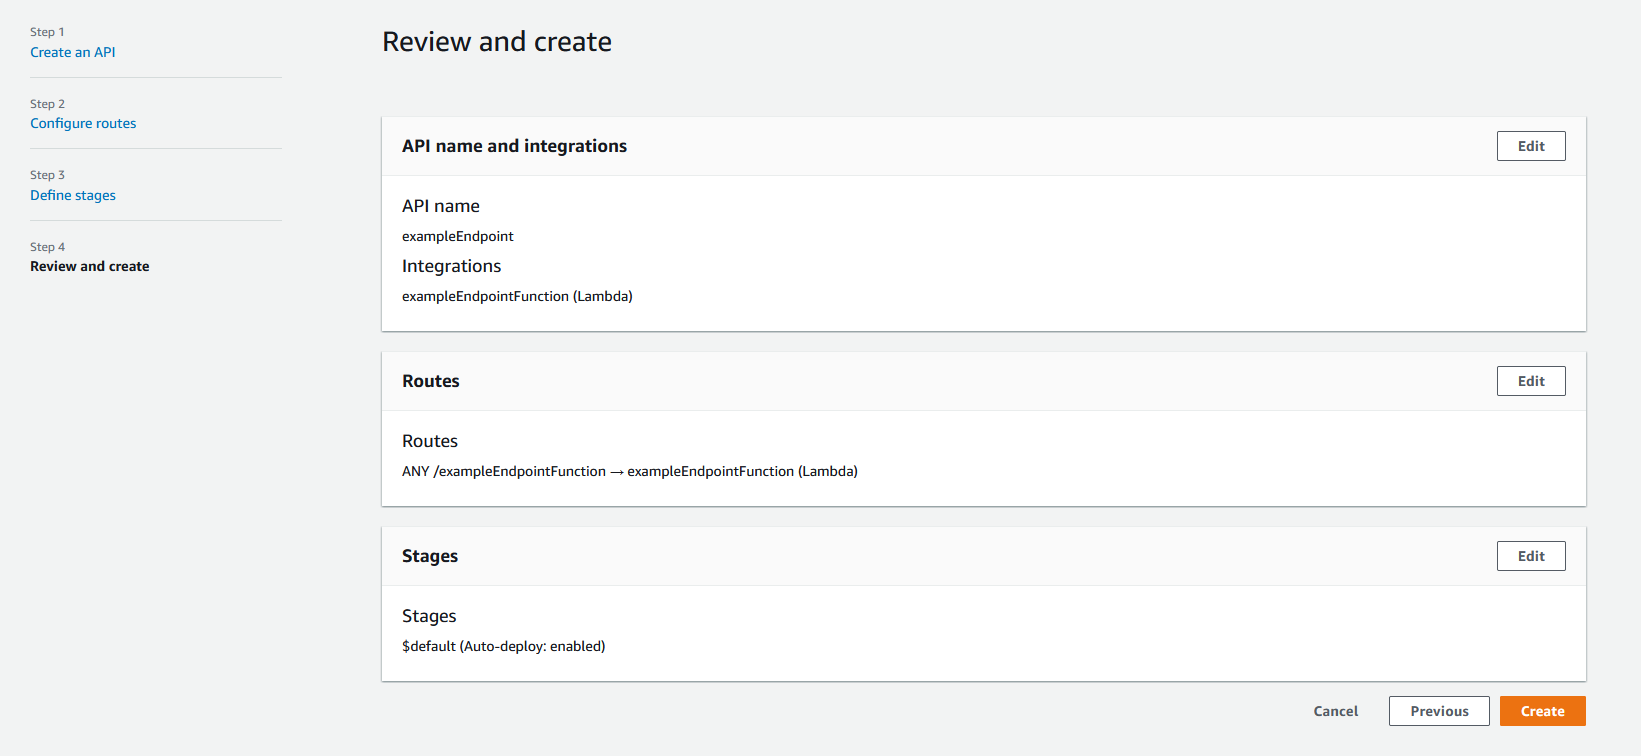 Step 1
Create an API
Step 2
Configure routes
Step 3
Define stages
Step 4
Review and create
Review and create
API name and integrations
Edit
API name
exampleEndpoint
Integrations
exampleEndpointFunction (Lambda)
Routes
Edit
Routes
ANY /exampleEndpointFunction → exampleEndpointFunction (Lambda)
Stages
Edit
Stages
$default (Auto-deploy: enabled)
Cancel
Previous
Create